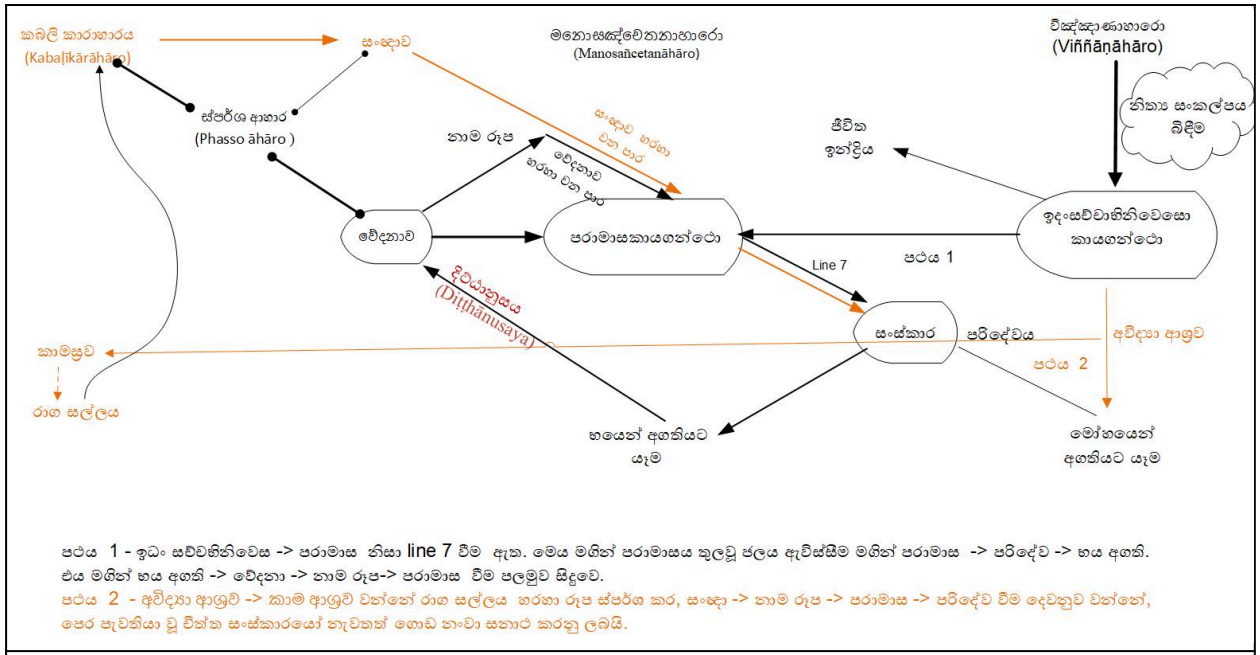 කබලි කාරාහාරය
(Kabaḷīkārāhāro)
සංඥාව
මනොසඤ්චේතනාහාරෝ
(Manosañcetanāhāro)
විඤ්ඤාණාහාරෝ
(Viññāṇāhāro)
නිත්‍ය සංකල්පය
බිඳීම
ස්පර්ශ ආහාර
(Phasso āhāro )
නාම රූප
සංඥාව හරහා
වන පාර
වේදනාව
හරහා වන පාර
ජීවිත
ඉන්ද්‍රිය
වේදනාව
පරාමාසකායගන්ථො
ඉදංසච්චාභිනිවෙසො
කායගන්ථො
පථය 1
Line 7
දිට්ඨානුසය
(Diṭṭhānusaya)
සංස්කාර
පරිදේවය
අවිද්‍යා ආශ්‍රව
කාමස්‍රව
පථය 2
රාග සල්ලය
භයෙන් අගතියට
යෑම
මෝහයෙන්
අගතියට යෑම
පථය 1 - ඉධං සච්චභිනිවෙස -> පරාමාස නිසා line 7 වීම ඇත. මෙය මගින් පරාමාසය තුලවූ ජලය ඇවිස්සීම මගින් පරාමාස -> පරිදේව -> භය අගති.
එය මගින් භය අගති -> වේදනා -> නාම රූප-> පරාමාස වීම පලමුව සිදුවෙ.
පථය 2 - අවිද්‍යා ආශ්‍රව -> කාම ආශ්‍රව වන්නේ රාග සල්ලය හරහා රූප ස්පර්ශ කර, සංඥා -> නාම රූප -> පරාමාස -> පරිදේව වීම දෙවනුව වන්නේ,
පෙර පැවතියා වූ චිත්ත සංස්කාරයෝ නැවතත් ගොඩ නංවා සනාථ කරනු ලබයි.